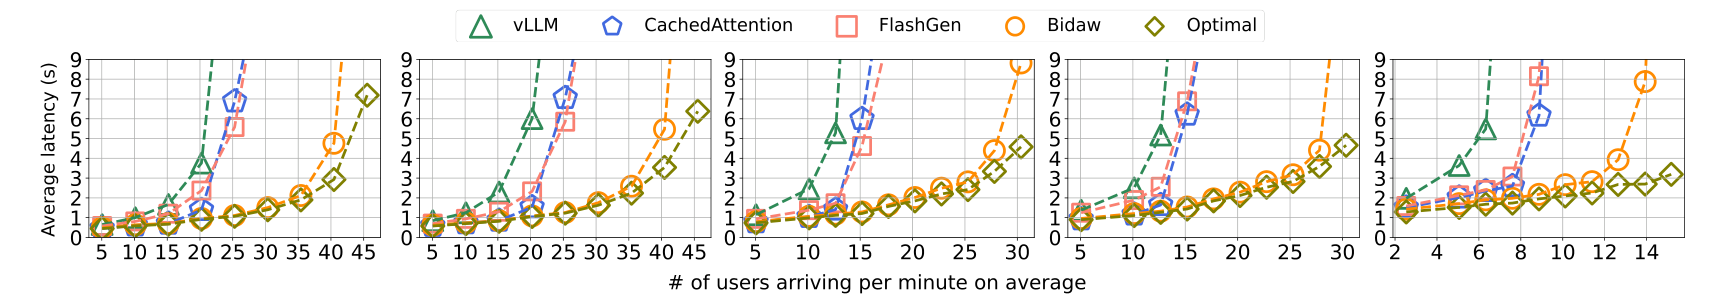 vLLM CachedAttention FlashGen Bidaw Optimal
Average latency (s)
9 9 9 9 9
8 8 8 8 8
7 7 7 7 7
6 6 6 6 6
5 5 5 5 5
4 4 4 4 4
3 3 3 3 3
2 2 2 2 2
1 1 1 1 1
0 0 0 0 0
5 10 15 20 25 30 35 40 45 5 10 15 20 25 30 35 40 45 5 10 15 20 25 30 5 10 15 20 25 30 2 4 6 8 10 12 14
# of users arriving per minute on average